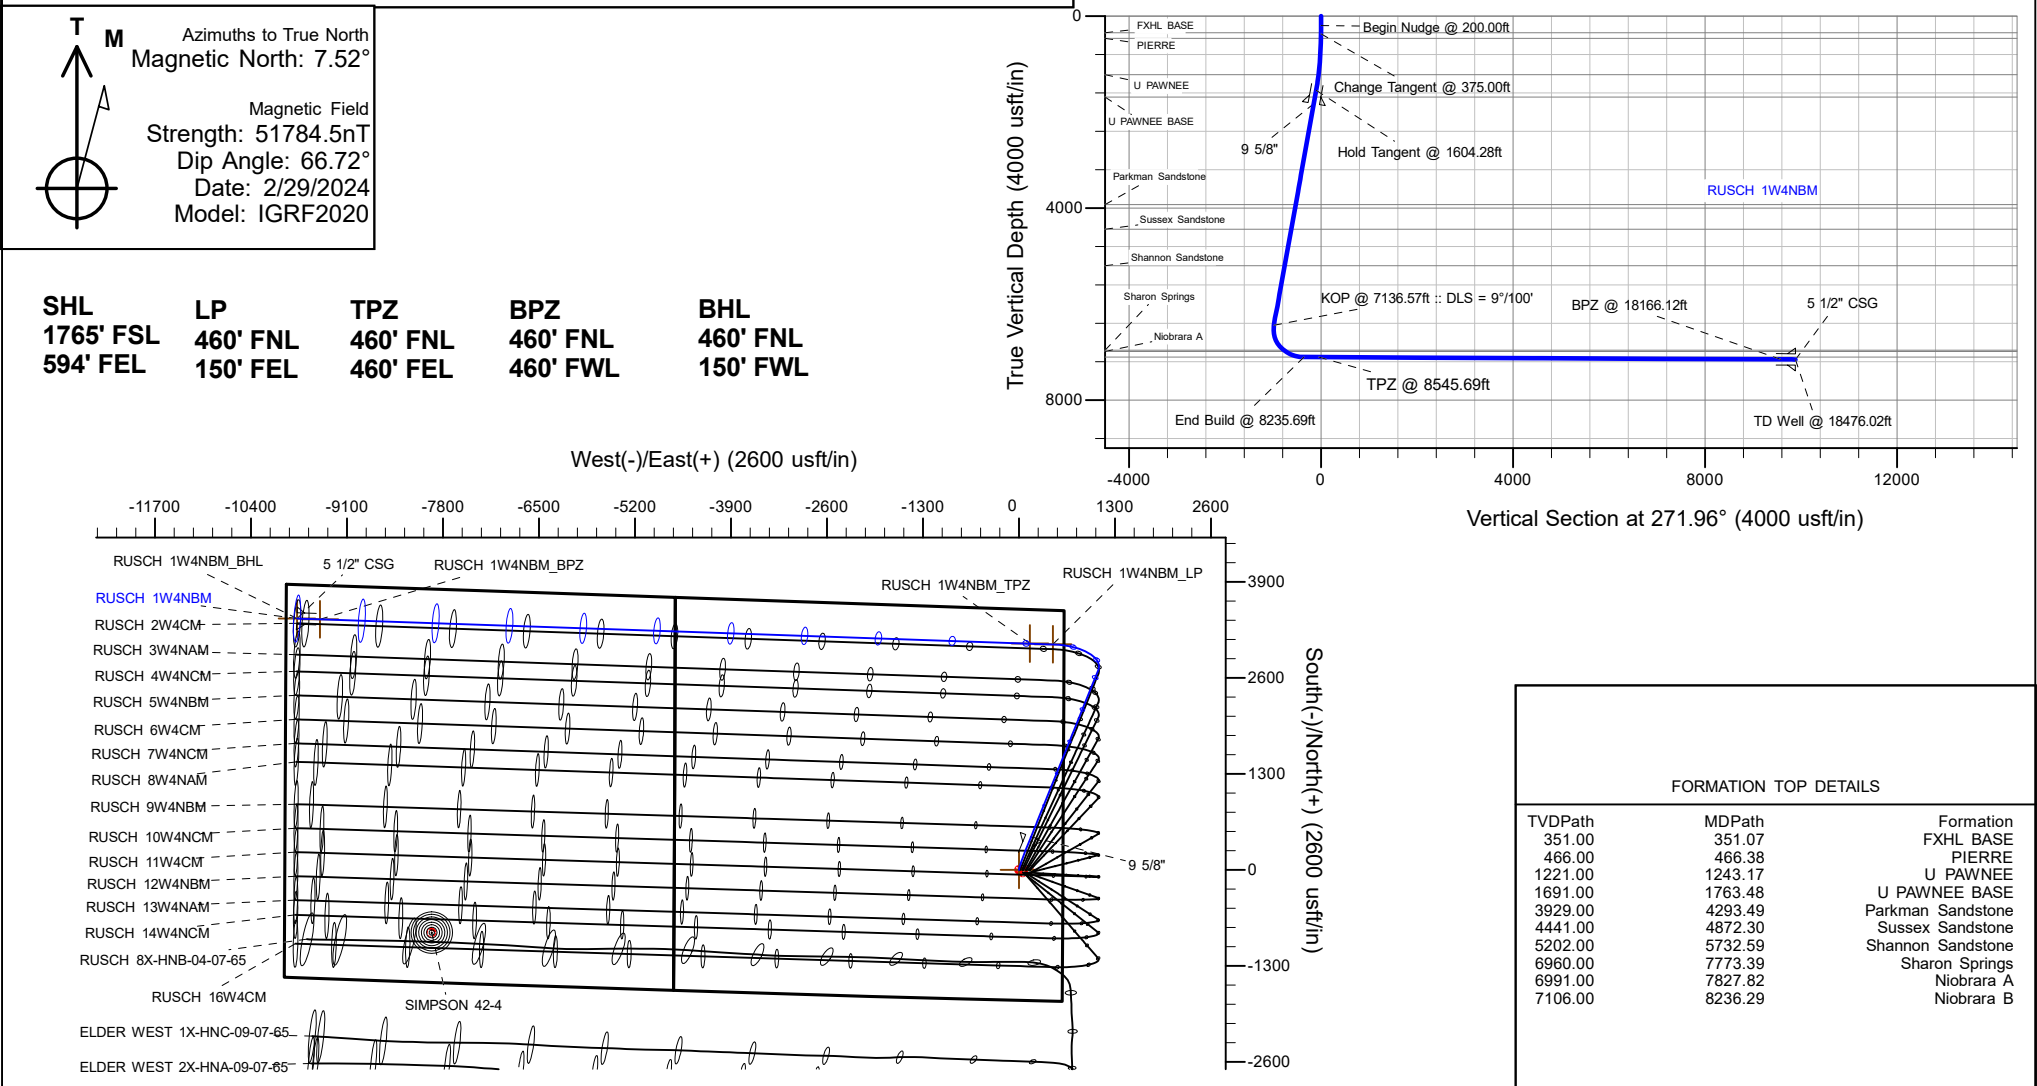 T
M
Azimuths to True North
Magnetic North: 7.52°
Magnetic Field
Strength: 51784.5nT
Dip Angle: 66.72°
Date: 2/29/2024
Model: IGRF2020
SHL
1765' FSL
594' FEL
LP
460' FNL
150' FEL
TPZ
460' FNL
460' FEL
BPZ
460' FNL
460' FWL
BHL
460' FNL
150' FWL
True Vertical Depth (4000 usft/in)
0
4000
8000
FXHL BASE
PIERRE
U PAWNEE
U PAWNEE BASE
Parkman Sandstone
Sussex Sandstone
Shannon Sandstone
Sharon Springs
Niobrara A
Begin Nudge @ 200.00ft
Change Tangent @ 375.00ft
9 5/8"
Hold Tangent @ 1604.28ft
RUSCH 1W4NBM
KOP @ 7136.57ft :: DLS = 9°/100'
BPZ @ 18166.12ft
5 1/2" CSG
TPZ @ 8545.69ft
End Build @ 8235.69ft
TD Well @ 18476.02ft
-4000
0
4000
8000
12000
Vertical Section at 271.96° (4000 usft/in)
West(-)/East(+) (2600 usft/in)
-11700
-10400
-9100
-7800
-6500
-5200
-3900
-2600
-1300
0
1300
2600
RUSCH 1W4NBM_BHL
5 1/2" CSG
RUSCH 1W4NBM_BPZ
RUSCH 1W4NBM_TPZ
RUSCH 1W4NBM_LP
RUSCH 1W4NBM
RUSCH 2W4CM
RUSCH 3W4NAM
RUSCH 4W4NCM
RUSCH 5W4NBM
RUSCH 6W4CM
RUSCH 7W4NCM
RUSCH 8W4NAM
RUSCH 9W4NBM
RUSCH 10W4NCM
RUSCH 11W4CM
RUSCH 12W4NBM
RUSCH 13W4NAM
RUSCH 14W4NCM
RUSCH 8X-HNB-04-07-65
RUSCH 16W4CM
SIMPSON 42-4
ELDER WEST 1X-HNC-09-07-65
ELDER WEST 2X-HNA-09-07-65
9 5/8"
3900
2600
1300
0
-1300
-2600
South(-)/North(+) (2600 usft/in)
FORMATION TOP DETAILS
TVDPath MDPath Formation
351.00 351.07 FXHL BASE
466.00 466.38 PIERRE
1221.00 1243.17 U PAWNEE
1691.00 1763.48 U PAWNEE BASE
3929.00 4293.49 Parkman Sandstone
4441.00 4872.30 Sussex Sandstone
5202.00 5732.59 Shannon Sandstone
6960.00 7773.39 Sharon Springs
6991.00 7827.82 Niobrara A
7106.00 8236.29 Niobrara B